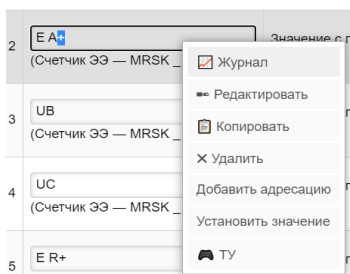 2
E A+
(Счетчик ЭЭ — MRSK _
Значение с
Журнал
Редактировать
Копировать
Удалить
Добавить адресацию
Установить значение
ТУ
3
UB
(Счетчик ЭЭ — MRSK _
4
UC
(Счетчик ЭЭ — MRSK _
5
E R+